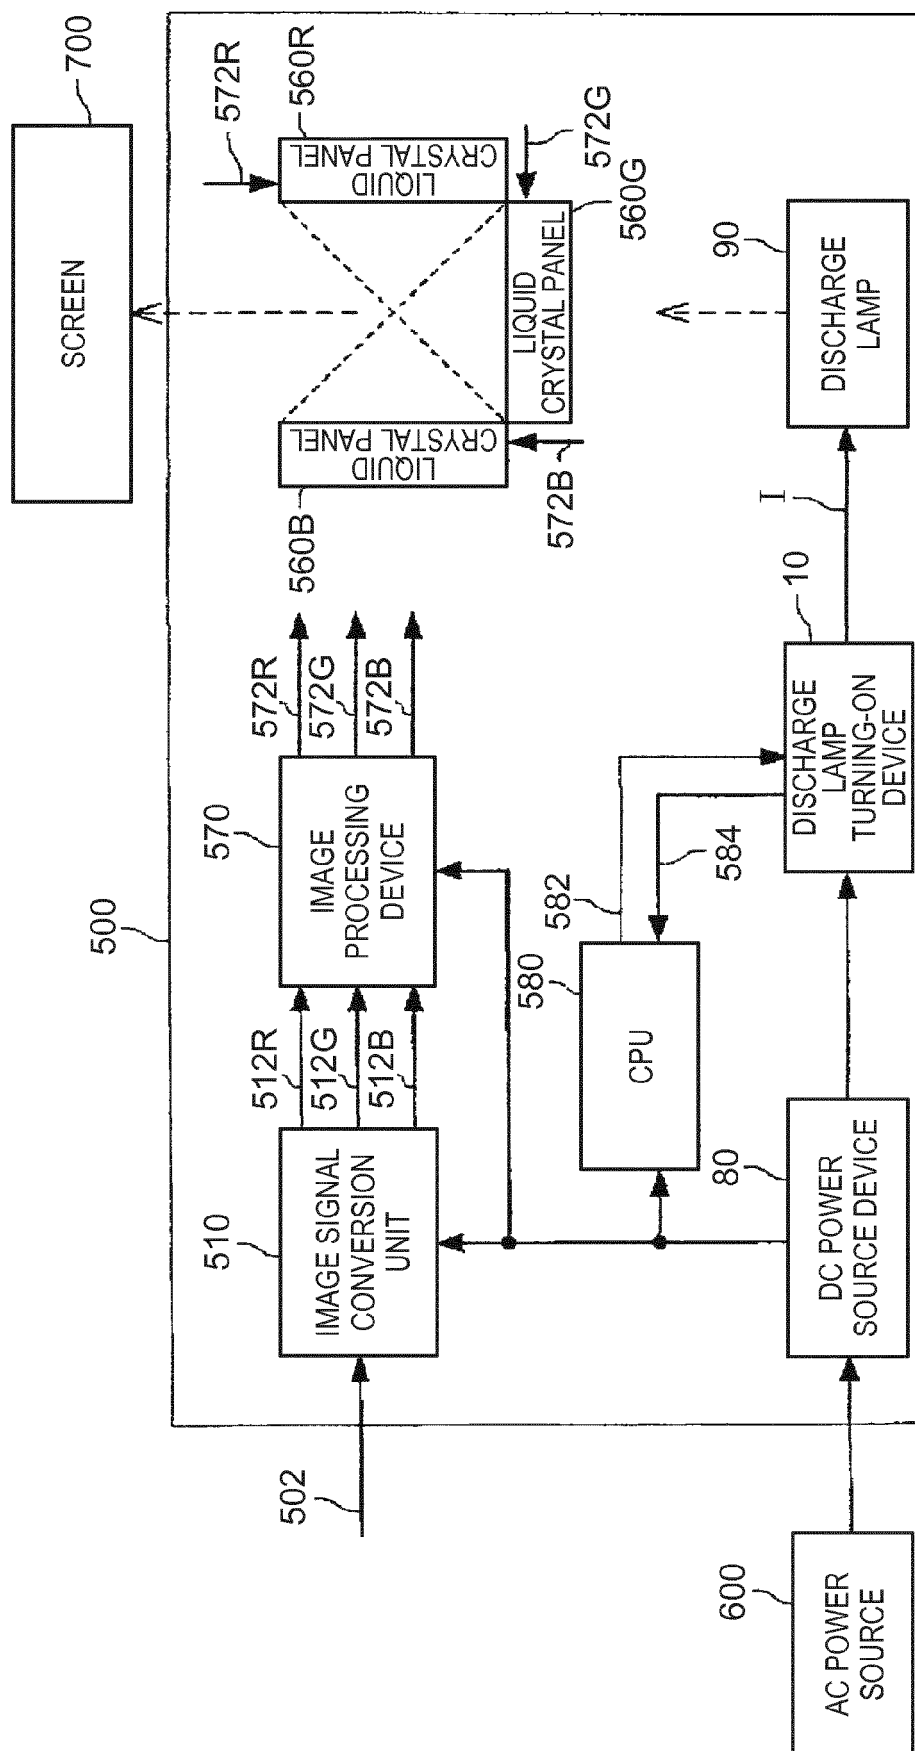 700
SCREEN
572R
560R
LIQUID
CRYSTAL PANEL
572G
LIQUID
CRYSTAL PANEL
560G
LIQUID
CRYSTAL PANEL
560B
572B
90
DISCHARGE
LAMP
500
502
510
IMAGE SIGNAL
CONVERSION
UNIT
512R
512G
512B
570
IMAGE
PROCESSING
DEVICE
572R
572G
572B
580
CPU
582
584
10
DISCHARGE
LAMP
TURNING-ON
DEVICE
I
80
DC POWER
SOURCE DEVICE
600
AC POWER
SOURCE